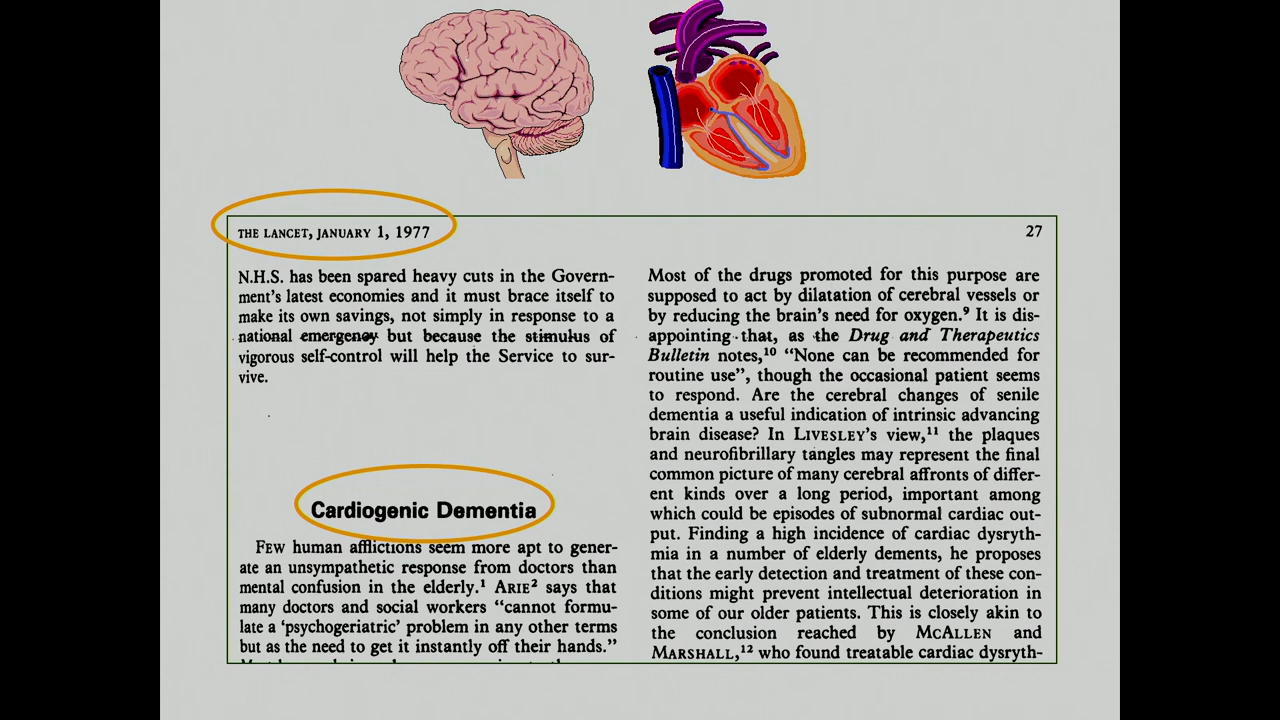 THE LANCET, JANUARY 1, 1977
27
N.H.S. has been spared heavy cuts in the Govern-
ment's latest economies and it must brace itself to
make its own savings, not simply in response to a
national emergency but because the stimulus of
vigorous self-control will help the Service to sur-
vive.
Cardiogenic Dementia
FEW human afflictions seem more apt to gener-
ate an unsympathetic response from doctors than
mental confusion in the elderly.¹ ARIE² says that
many doctors and social workers “cannot formu-
late a ‘psychogeriatric’ problem in any other terms
but as the need to get it instantly off their hands.”
Most of the drugs promoted for this purpose are
supposed to act by dilatation of cerebral vessels or
by reducing the brain's need for oxygen.⁹ It is dis-
appointing that, as the Drug and Therapeutics
Bulletin notes,¹⁰ “None can be recommended for
routine use”, though the occasional patient seems
to respond. Are the cerebral changes of senile
dementia a useful indication of intrinsic advancing
brain disease? In LIVESLEY's view,¹¹ the plaques
and neurofibrillary tangles may represent the final
common picture of many cerebral affronts of differ-
ent kinds over a long period, important among
which could be episodes of subnormal cardiac out-
put. Finding a high incidence of cardiac dysryth-
mia in a number of elderly dements, he proposes
that the early detection and treatment of these con-
ditions might prevent intellectual deterioration in
some of our older patients. This is closely akin to
the conclusion reached by MCALLEN and
MARSHALL,¹² who found treatable cardiac dysryth-